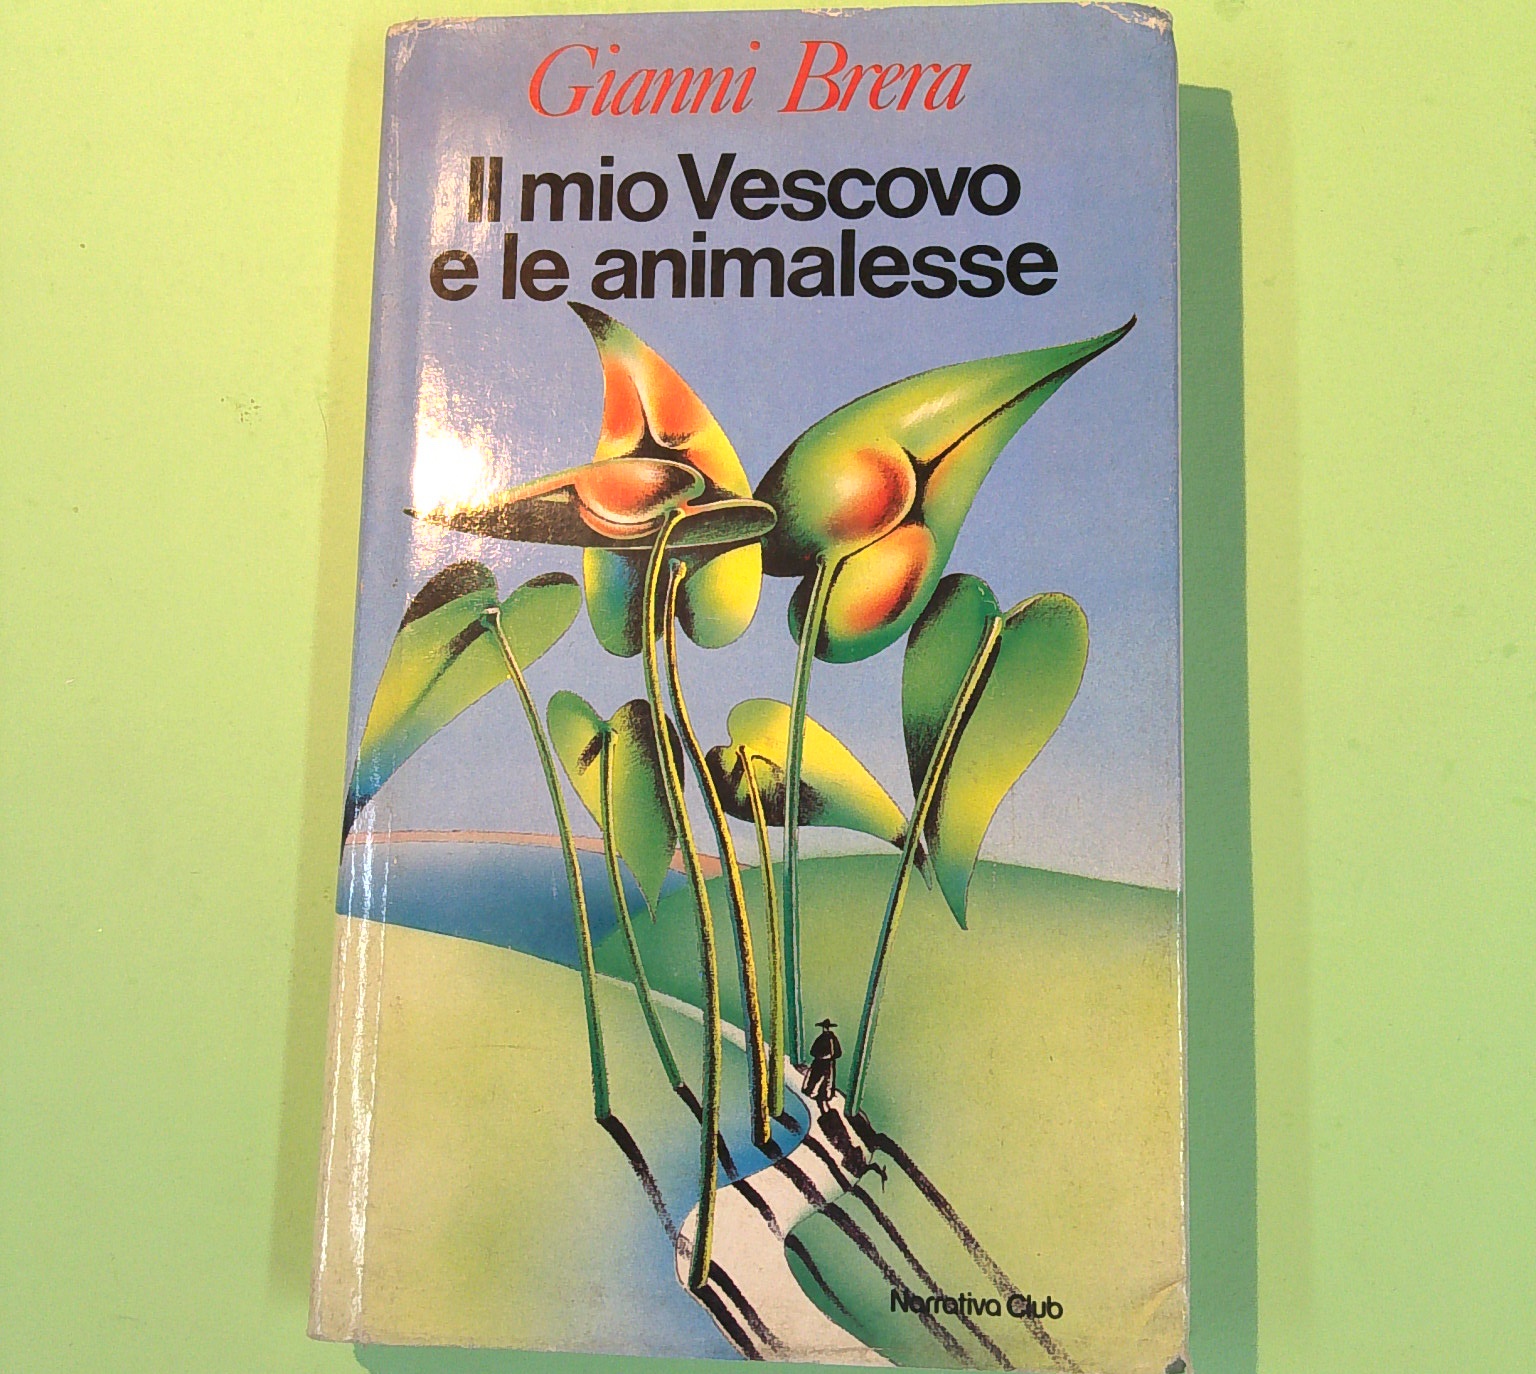 Gianni Brera
Il mio Vescovo
e le animalesse
Narrativa Club